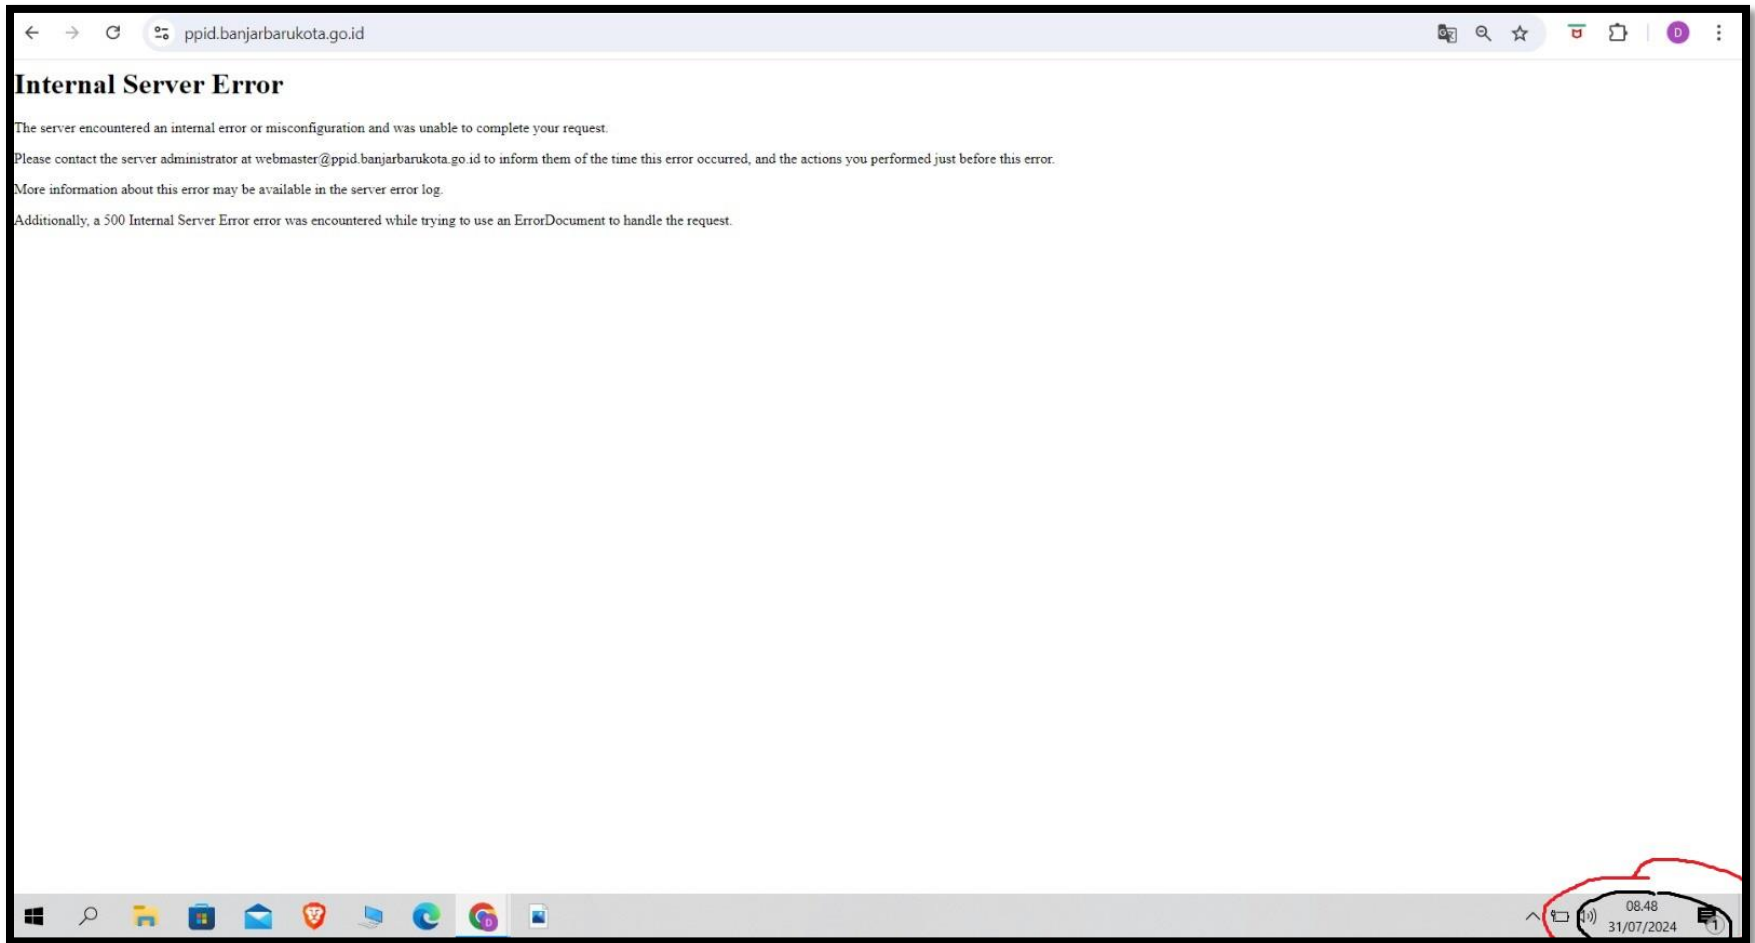 ppid.banjarbarukota.go.id
D
Internal Server Error
The server encountered an internal error or misconfiguration and was unable to complete your request.
Please contact the server administrator at webmaster@ppid.banjarbarukota.go.id to inform them of the time this error occurred, and the actions you performed just before this error.
More information about this error may be available in the server error log.
Additionally, a 500 Internal Server Error error was encountered while trying to use an ErrorDocument to handle the request.
D
08.48
31/07/2024
1